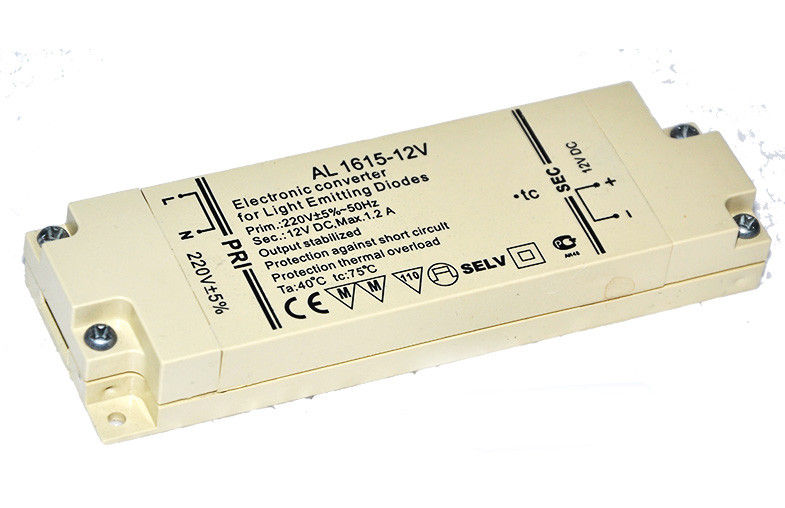 AL 1615-12V
Electronic converter
for Light Emitting Diodes
Prim.:220V±5%~50Hz
Sec.:12V DC,Max.1.2 A
Output stabilized
Protection against short circuit
Protection thermal overload
Ta:40°C tc:75°C
CE M M 110 SELV
L
N
PRI
220V±5%
•tc
SEC
12V DC
+
-